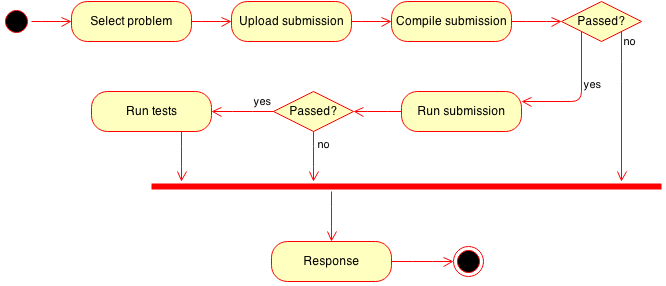 Select problem
Upload submission
Compile submission
Passed?
no
yes
Run tests
yes
Passed?
Run submission
no
Response